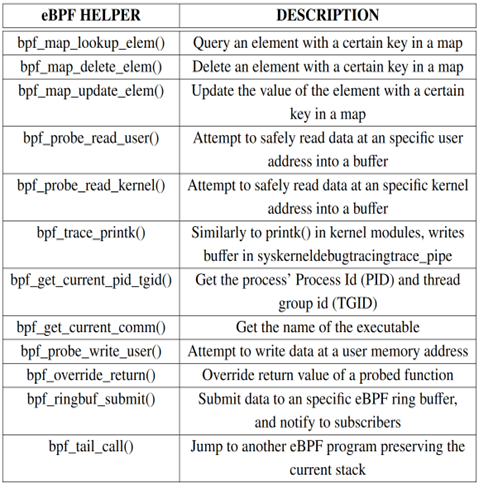 eBPF HELPER DESCRIPTION
bpf_map_lookup_elem() Query an element with a certain key in a map
bpf_map_delete_elem() Delete an element with a certain key in a map
bpf_map_update_elem() Update the value of the element with a certain
key in a map
bpf_probe_read_user() Attempt to safely read data at an specific user
address into a buffer
bpf_probe_read_kernel() Attempt to safely read data at an specific kernel
address into a buffer
bpf_trace_printk() Similarly to printk() in kernel modules, writes
buffer in syskerneldebugtracingtrace_pipe
bpf_get_current_pid_tgid() Get the process’ Process Id (PID) and thread
group id (TGID)
bpf_get_current_comm() Get the name of the executable
bpf_probe_write_user() Attempt to write data at a user memory address
bpf_override_return() Override return value of a probed function
bpf_ringbuf_submit() Submit data to an specific eBPF ring buffer,
and notify to subscribers
bpf_tail_call() Jump to another eBPF program preserving the
current stack